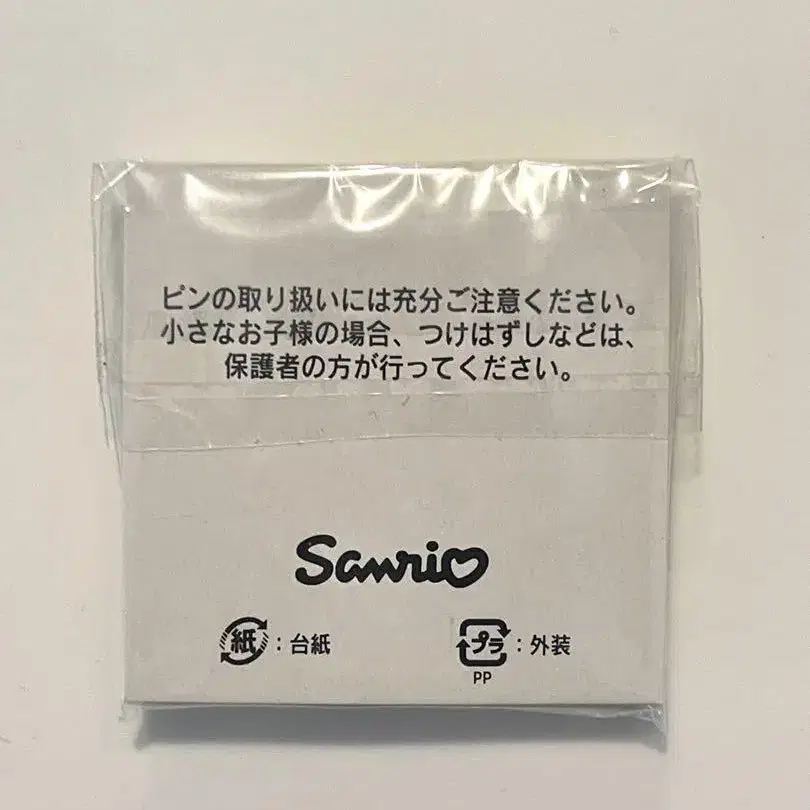 ピンの取り扱いには充分ご注意ください。
小さなお子様の場合、つけはずしなどは、
保護者の方が行ってください。
Sanrio
紙：台紙
プラ：外装
PP